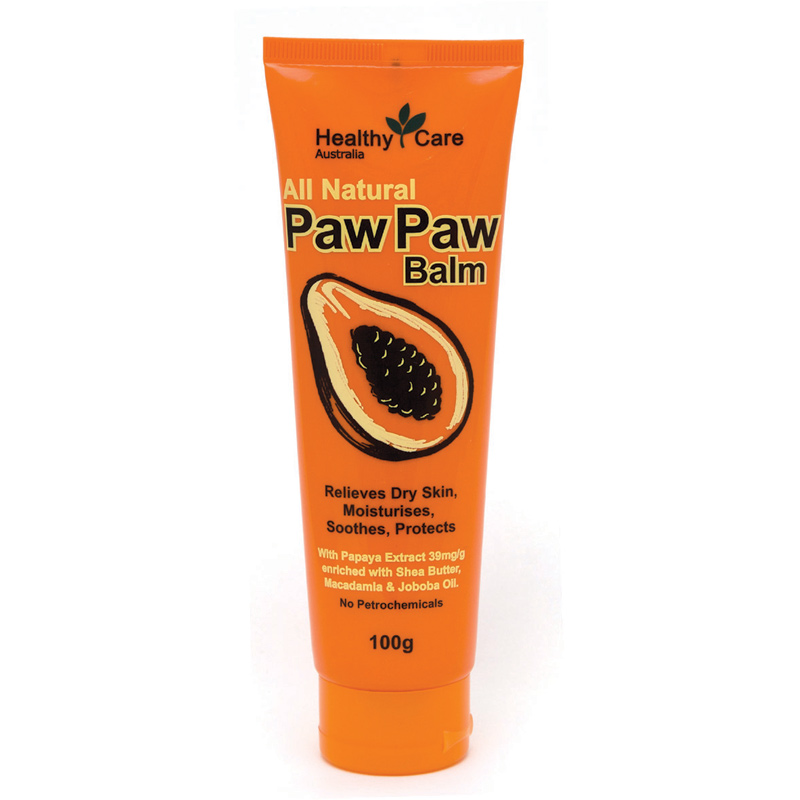 Healthy Care
Australia
All Natural
Paw Paw
Balm
Relieves Dry Skin,
Moisturises,
Soothes, Protects
With Papaya Extract 39mg/g
enriched with Shea Butter,
Macadamia & Joboba Oil.
No Petrochemicals
100g